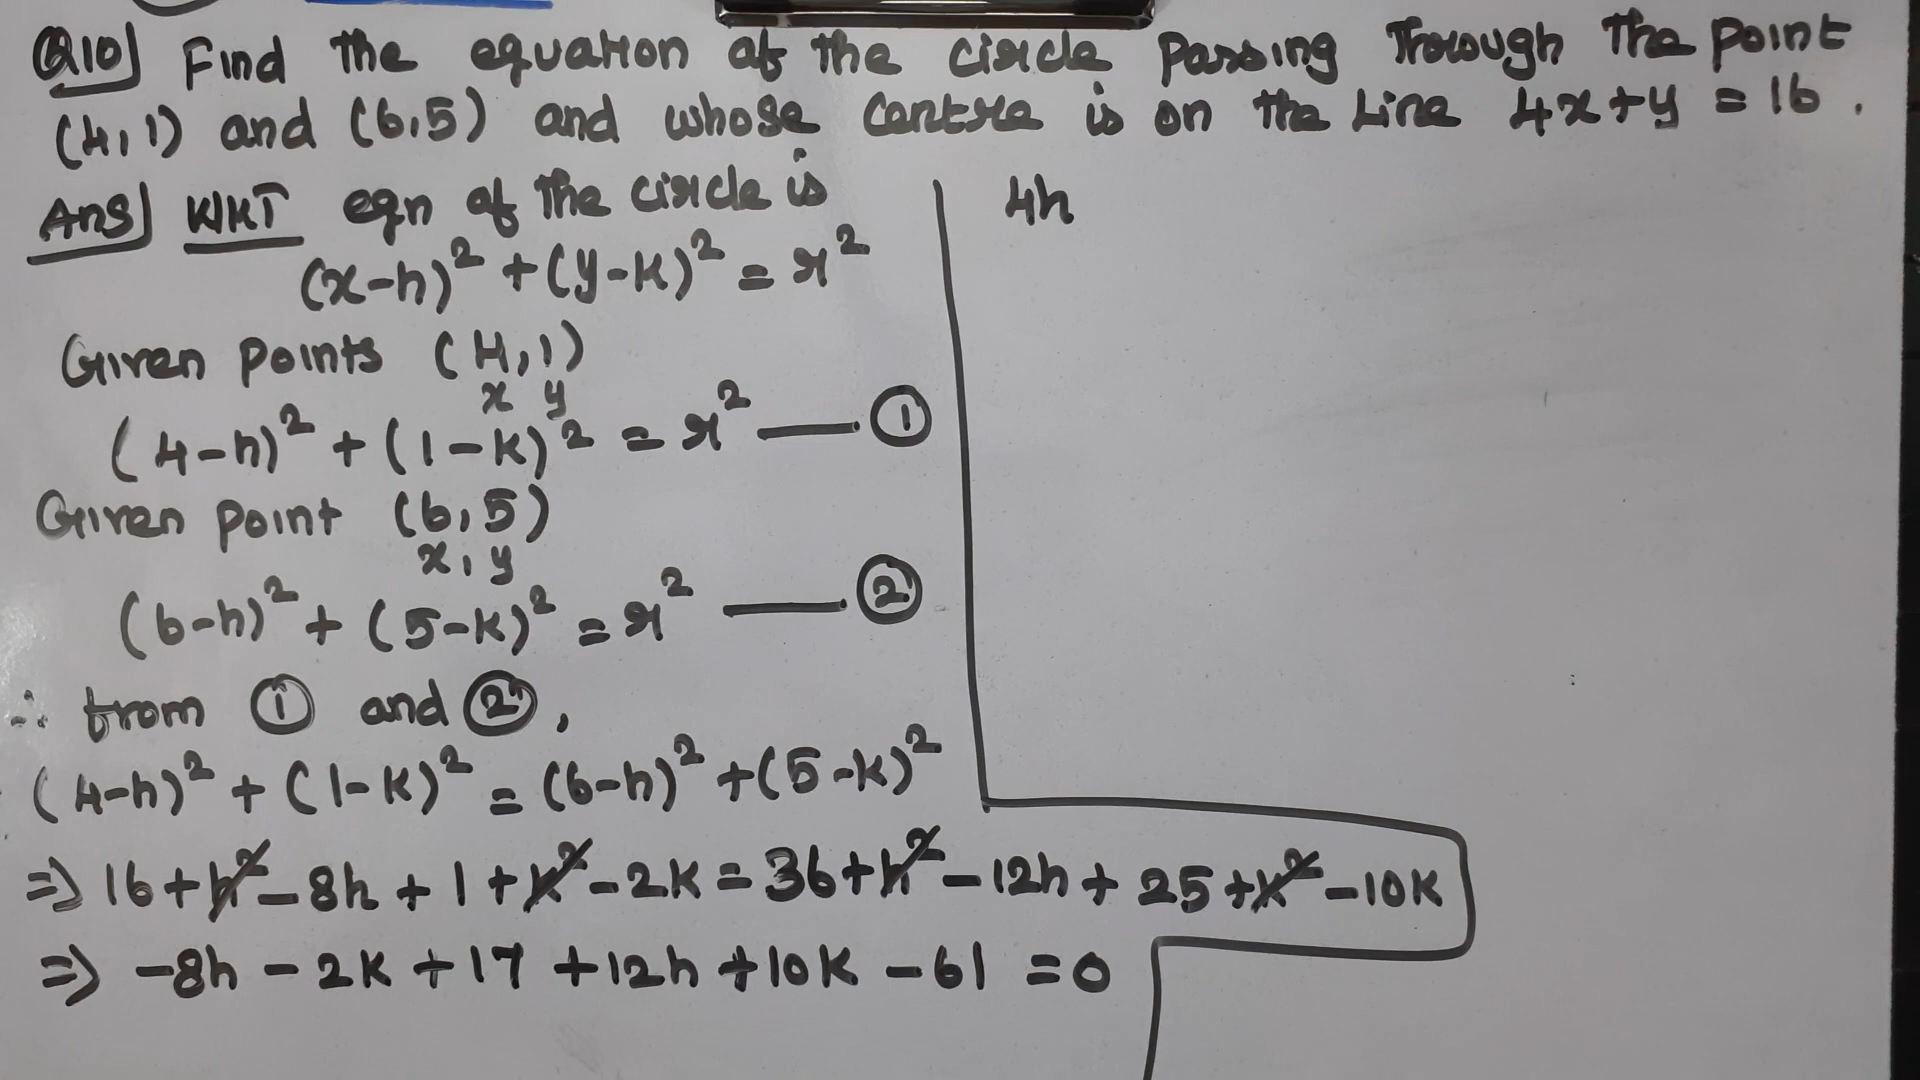 Q10) Find the equation of the circle Passing Through The point
(4,1) and (6,5) and whose centre is on the Line 4x+y = 16.
Ans) WKT eqn of the circle is
(x-h)² + (y-k)² = r²
Given points (4,1)
x y
(4-h)² + (1-k)² = r² — ①
Given point (6,5)
x, y
(6-h)² + (5-k)² = r² — ②
∴ from ① and ②,
(4-h)² + (1-k)² = (6-h)² + (5-k)²
⇒ 16 + h² - 8h + 1 + k² - 2k = 36 + h² - 12h + 25 + k² - 10k
⇒ -8h - 2k + 17 + 12h + 10k - 61 = 0
4h